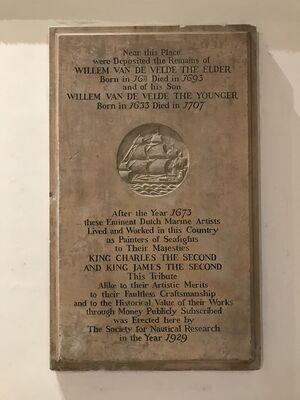 Near this Place
were Deposited the Remains of
WILLEM VAN DE VELDE THE ELDER
Born in Died in 1693
and of his Son
WILLEM VAN DE VELDE THE YOUNGER
Born in 1633 Died in 1707
After the Year 1673
these Eminent Dutch Marine Artists
Lived and Worked in this Country
as Painters of Seafights
to Their Majesties
KING CHARLES THE SECOND
AND KING JAMES THE SECOND
This Tribute
Alike to their Artistic Merits
to their Faultless Craftsmanship
and to the Historical Value of their Works
through Money Publicly Subscribed
was Erected here by
The Society for Nautical Research
in the Year 1929